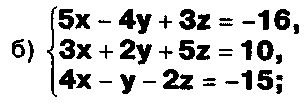 5x − 4y + 3z = −16,
б) 3x + 2y + 5z = 10,
4x − y − 2z = −15;